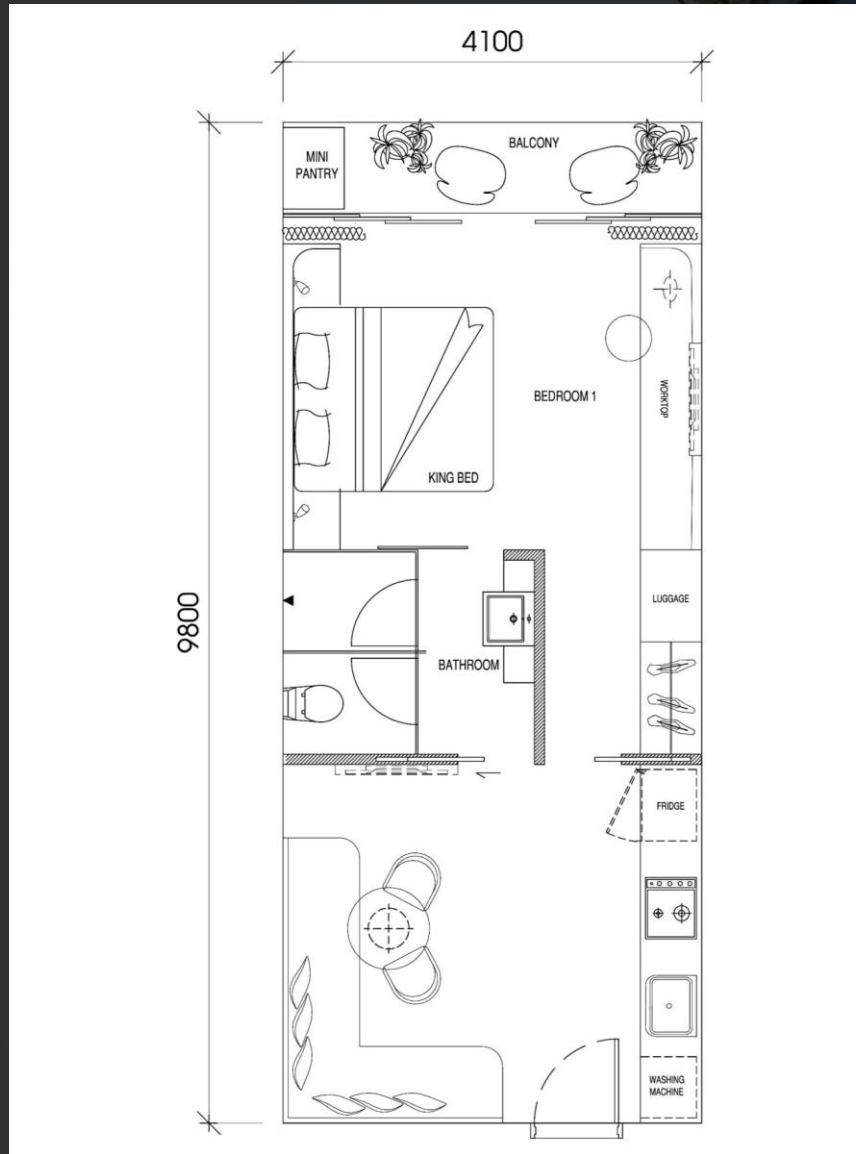 4100
BALCONY
MINI
PANTRY
WORKTOP
BEDROOM 1
KING BED
9800
LUGGAGE
BATHROOM
FRIDGE
WASHING
MACHINE